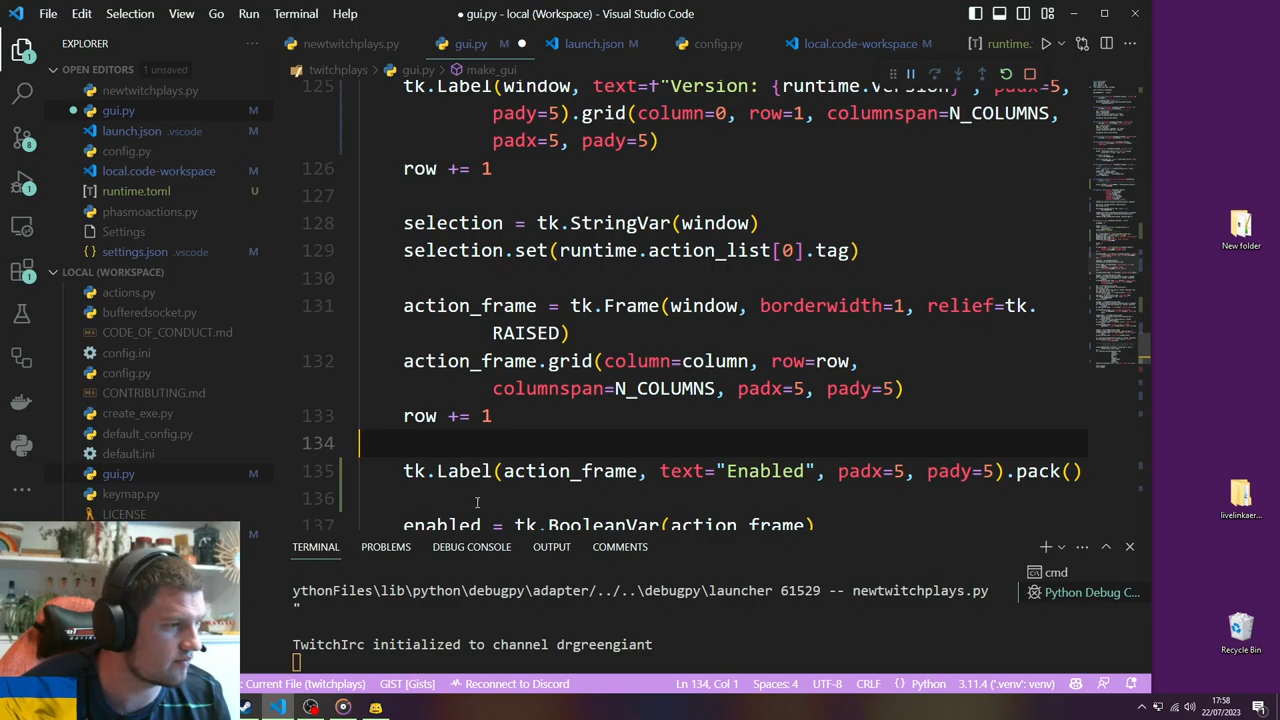 File Edit Selection View Go Run Terminal Help
● gui.py - local (Workspace) - Visual Studio Code
EXPLORER
newtwitchplays.py
gui.py M
launch.json
config.py
local.code-workspace
runtime.
twitchplays > gui.py > make_gui
OPEN EDITORS 1 unsaved
newtwitchplays.py
gui.py M
launch.json .vscode
config.py
local.code-workspace
runtime.toml U
phasmoactions.py
Settings
settings.json .vscode
LOCAL (WORKSPACE)
actions.py
bufferedsocket.py
CODE_OF_CONDUCT.md
config.ini
config.py
CONTRIBUTING.md
create_exe.py
default_config.py
default.ini
gui.py M
keymap.py
LICENSE
M
125 tk.Label(window, text=f"Version: {runtime.version}", padx=5,
pady=5).grid(column=0, row=1, columnspan=N_COLUMNS,
padx=5, pady=5)
126 row += 1
127
128 selection = tk.StringVar(window)
129 selection.set(runtime.action_list[0].tag)
130
131 action_frame = tk.Frame(window, borderwidth=1, relief=tk.
RAISED)
132 action_frame.grid(column=column, row=row,
columnspan=N_COLUMNS, padx=5, pady=5)
133 row += 1
134
135 tk.Label(action_frame, text="Enabled", padx=5, pady=5).pack()
136
137 enabled = tk.BooleanVar(action_frame)
TERMINAL PROBLEMS DEBUG CONSOLE OUTPUT COMMENTS
ythonFiles\lib\python\debugpy\adapter/../..\debugpy\launcher 61529 -- newtwitchplays.py
"
TwitchIrc initialized to channel drgreengiant
cmd
Python Debug C...
: Current File (twitchplays) GIST [Gists] Reconnect to Discord Ln 134, Col 1 Spaces: 4 UTF-8 CRLF Python 3.11.4 ('.venv': venv)
New folder
livelinkaer...
Recycle Bin
17:58
22/07/2023